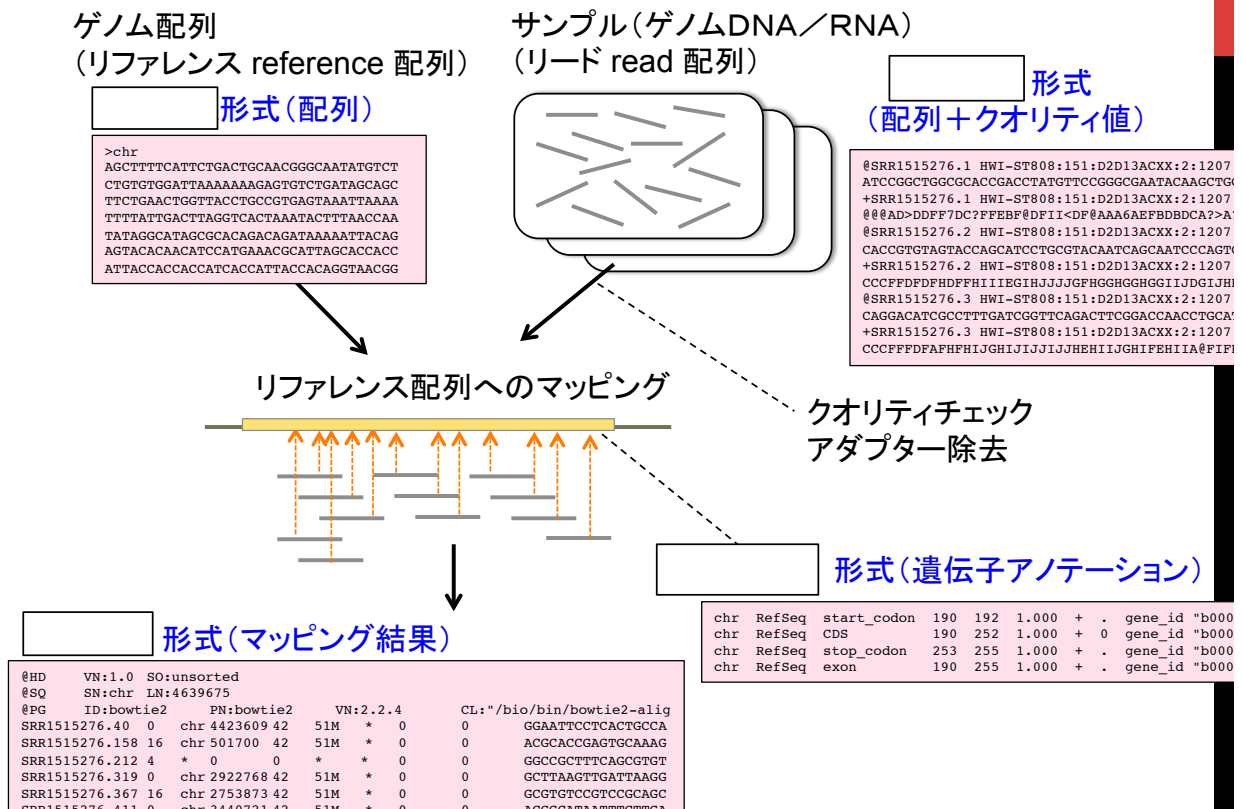 ゲノム配列
（リファレンス reference 配列）
サンプル（ゲノムDNA／RNA）
（リード read 配列）
形式（配列）
>chr
AGCTTTTCATTCTGACTGCAACGGGCAATATGTCT
CTGTGTGGATTAAAAAAAGAGTGTCTGATAGCAGC
TTCTGAACTGGTTACCTGCCGTGAGTAAATTAAAA
TTTTATTGACTTAGGTCACTAAATACTTTAACCAA
TATAGGCATAGCGCACAGACAGATAAAAATTACAG
AGTACACAACATCCATGAAACGCATTAGCACCACC
ATTACCACCACCATCACCATTACCACAGGTAACGG
形式
（配列＋クオリティ値）
@SRR1515276.1 HWI-ST808:151:D2D13ACXX:2:1207
ATCCGGCTGGCGCACCGACCTATGTTCCGGGCGAATACAAGCTGC
+SRR1515276.1 HWI-ST808:151:D2D13ACXX:2:1207
@@@AD>DDFF7DC?FFEBF@DFII<DF@AAA6AEFBDBDCA?>A
@SRR1515276.2 HWI-ST808:151:D2D13ACXX:2:1207
CACCGTGTAGTACCAGCATCCTGCGTACAATCAGCAATCCCAGTG
+SRR1515276.2 HWI-ST808:151:D2D13ACXX:2:1207
CCCFFDFDFHDFFHIIIEGIHJJJJGFHGGHGGHGGIIJDGIJH
@SRR1515276.3 HWI-ST808:151:D2D13ACXX:2:1207
CAGGACATCGCCTTTGATCGGTTCAGACTTCGGACCAACCTGCAT
+SRR1515276.3 HWI-ST808:151:D2D13ACXX:2:1207
CCCFFFDFAFHFHIJGHIJIJJIJJHEHIIJGHIFEHIIA@FIF
リファレンス配列へのマッピング
クオリティチェック
アダプター除去
形式（遺伝子アノテーション）
chr RefSeq start_codon 190 192 1.000 + . gene_id "b000
chr RefSeq CDS 190 252 1.000 + 0 gene_id "b000
chr RefSeq stop_codon 253 255 1.000 + . gene_id "b000
chr RefSeq exon 190 255 1.000 + . gene_id "b000
形式（マッピング結果）
@HD VN:1.0 SO:unsorted
@SQ SN:chr LN:4639675
@PG ID:bowtie2 PN:bowtie2 VN:2.2.4 CL:"/bio/bin/bowtie2-alig
SRR1515276.40 0 chr 4423609 42 51M * 0 0 GGAATTCCTCACTGCCA
SRR1515276.158 16 chr 501700 42 51M * 0 0 ACGCACCGAGTGCAAAG
SRR1515276.212 4 * 0 0 * * 0 0 GGCCGCTTTCAGCGTGT
SRR1515276.319 0 chr 2922768 42 51M * 0 0 GCTTAAGTTGATTAAGG
SRR1515276.367 16 chr 2753873 42 51M * 0 0 GCGTGTCCGTCCGCAGC